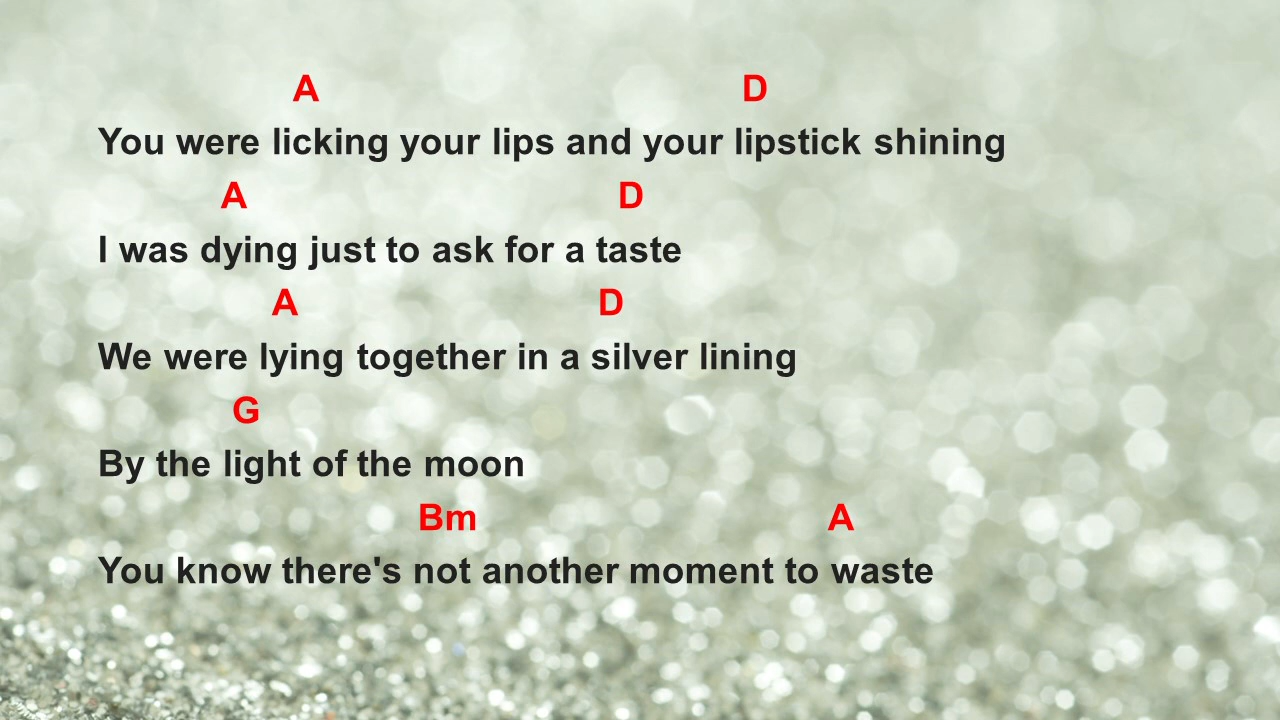 A D
You were licking your lips and your lipstick shining
A D
I was dying just to ask for a taste
A D
We were lying together in a silver lining
G
By the light of the moon
Bm A
You know there's not another moment to waste